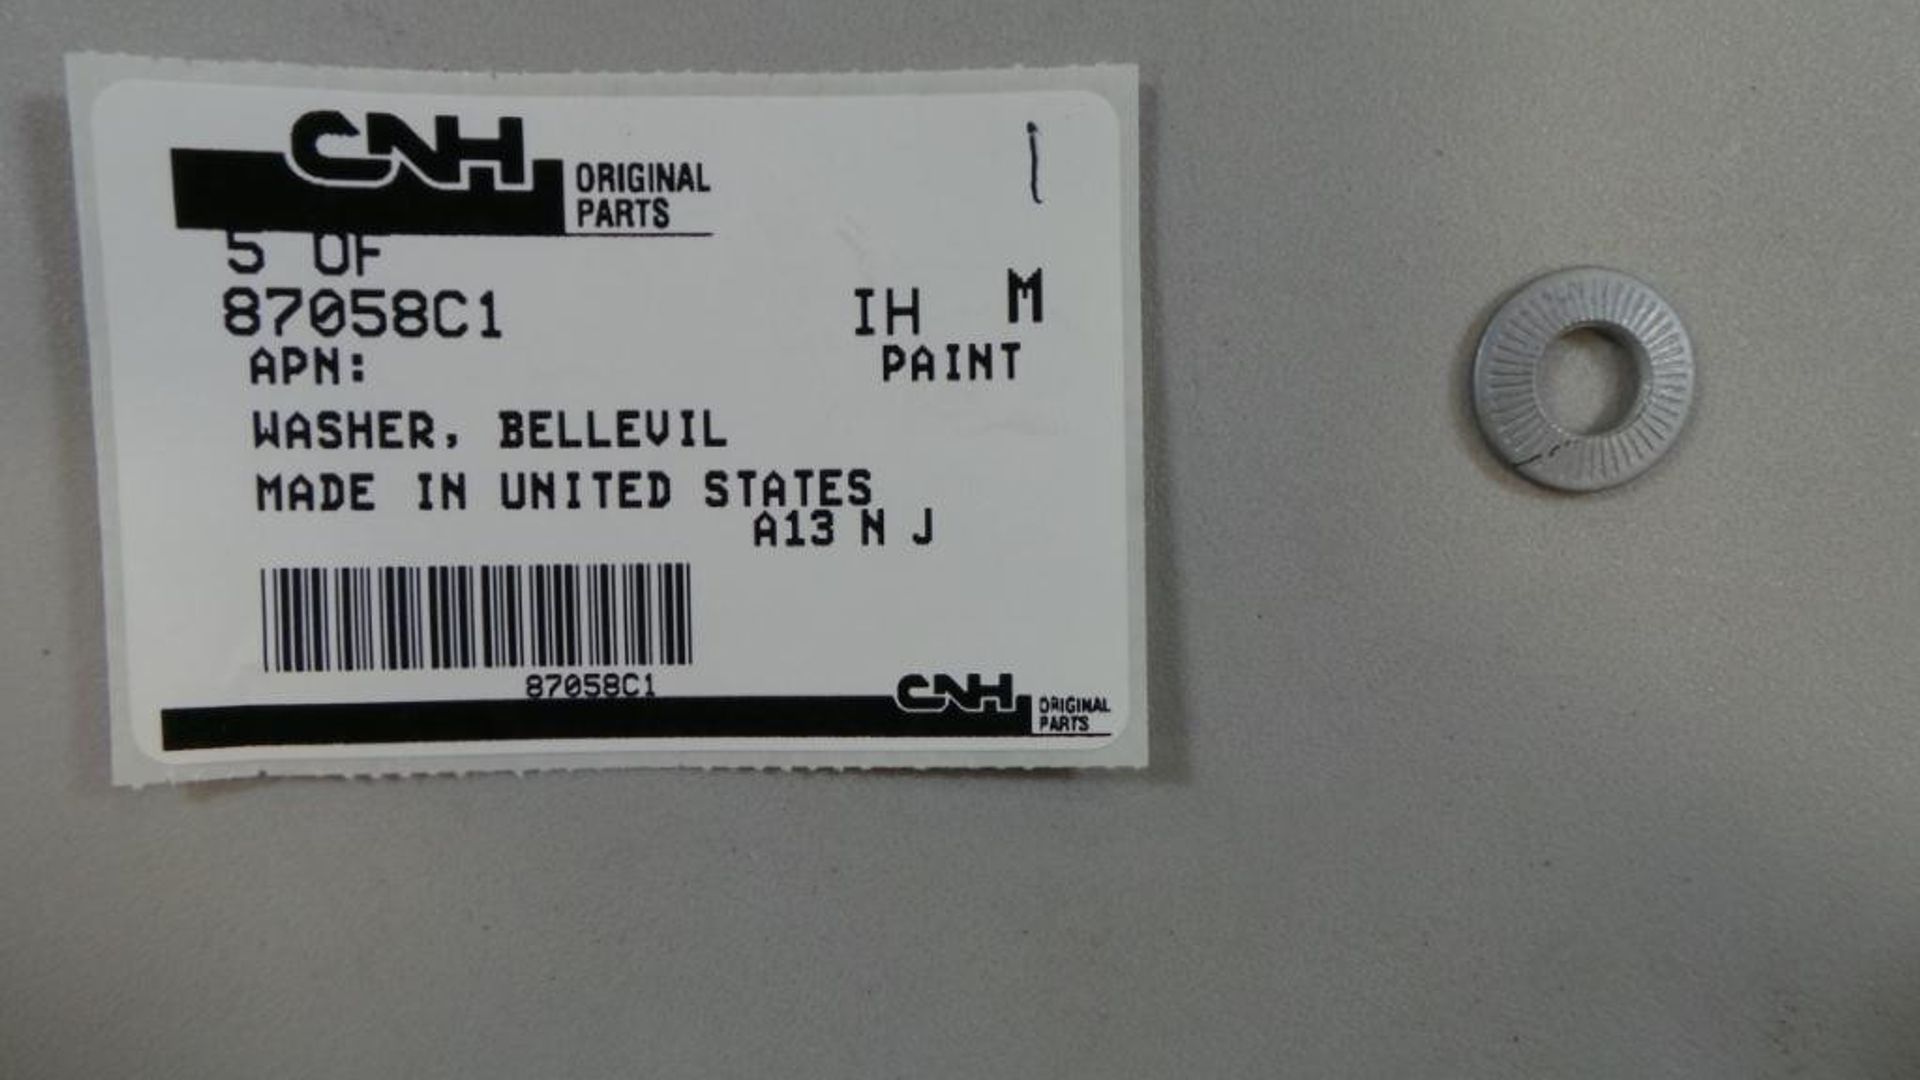 CNH ORIGINAL
PARTS
5 OF
87058C1 IH M
APN: PAINT
WASHER, BELLEVIL
MADE IN UNITED STATES
A13 N J
87058C1
CNH ORIGINAL
PARTS